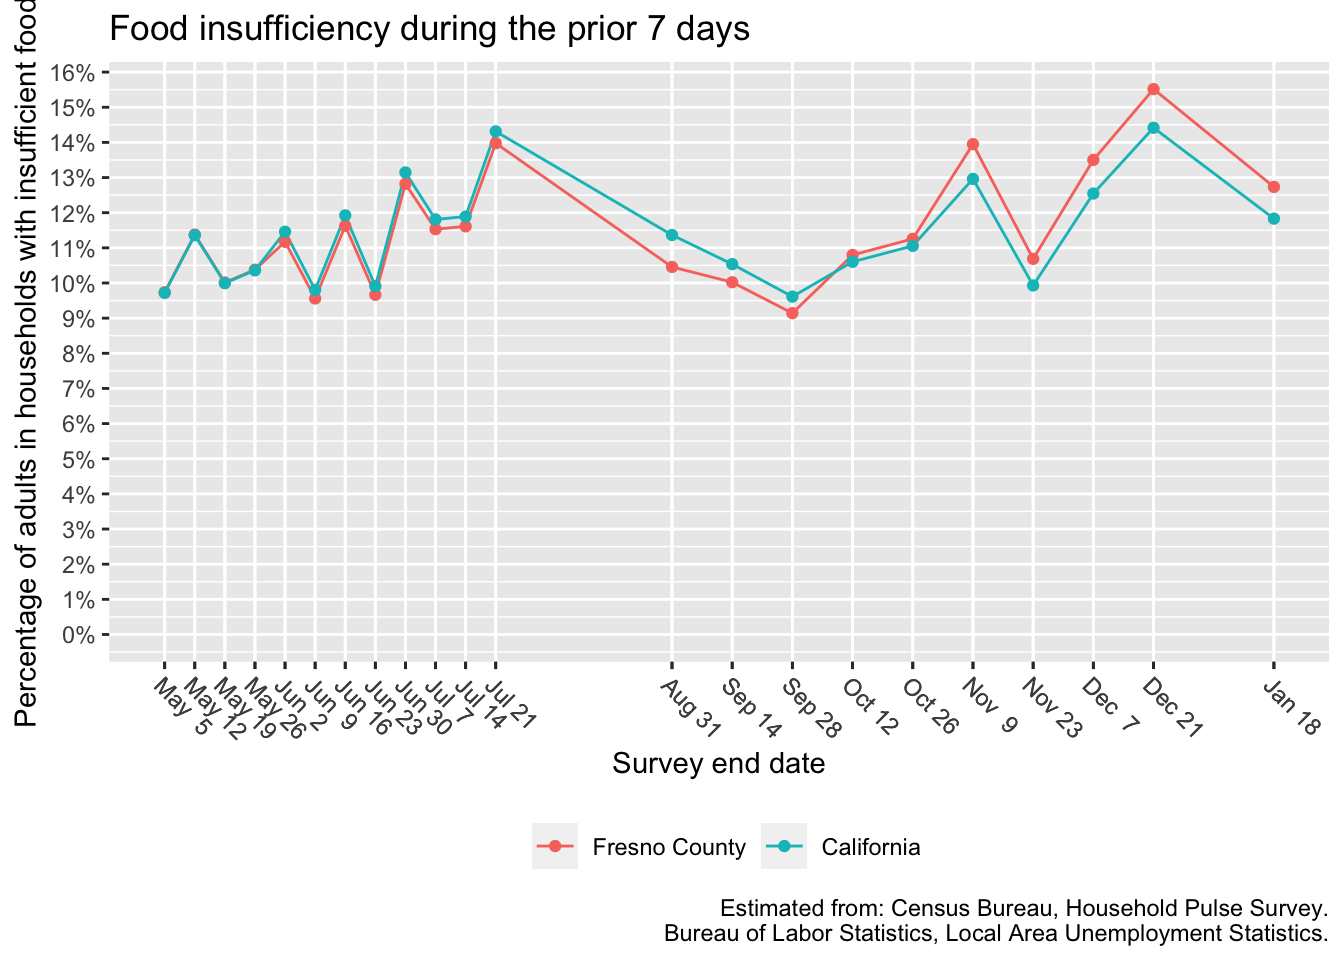 Food insufficiency during the prior 7 days
Percentage of adults in households with insufficient food
16%
15%
14%
13%
12%
11%
10%
9%
8%
7%
6%
5%
4%
3%
2%
1%
0%
May 5
May 12
May 19
May 26
Jun 2
Jun 9
Jun 16
Jun 23
Jun 30
Jul 7
Jul 14
Jul 21
Aug 31
Sep 14
Sep 28
Oct 12
Oct 26
Nov 9
Nov 23
Dec 7
Dec 21
Jan 18
Survey end date
Fresno County
California
Estimated from: Census Bureau, Household Pulse Survey.
Bureau of Labor Statistics, Local Area Unemployment Statistics.